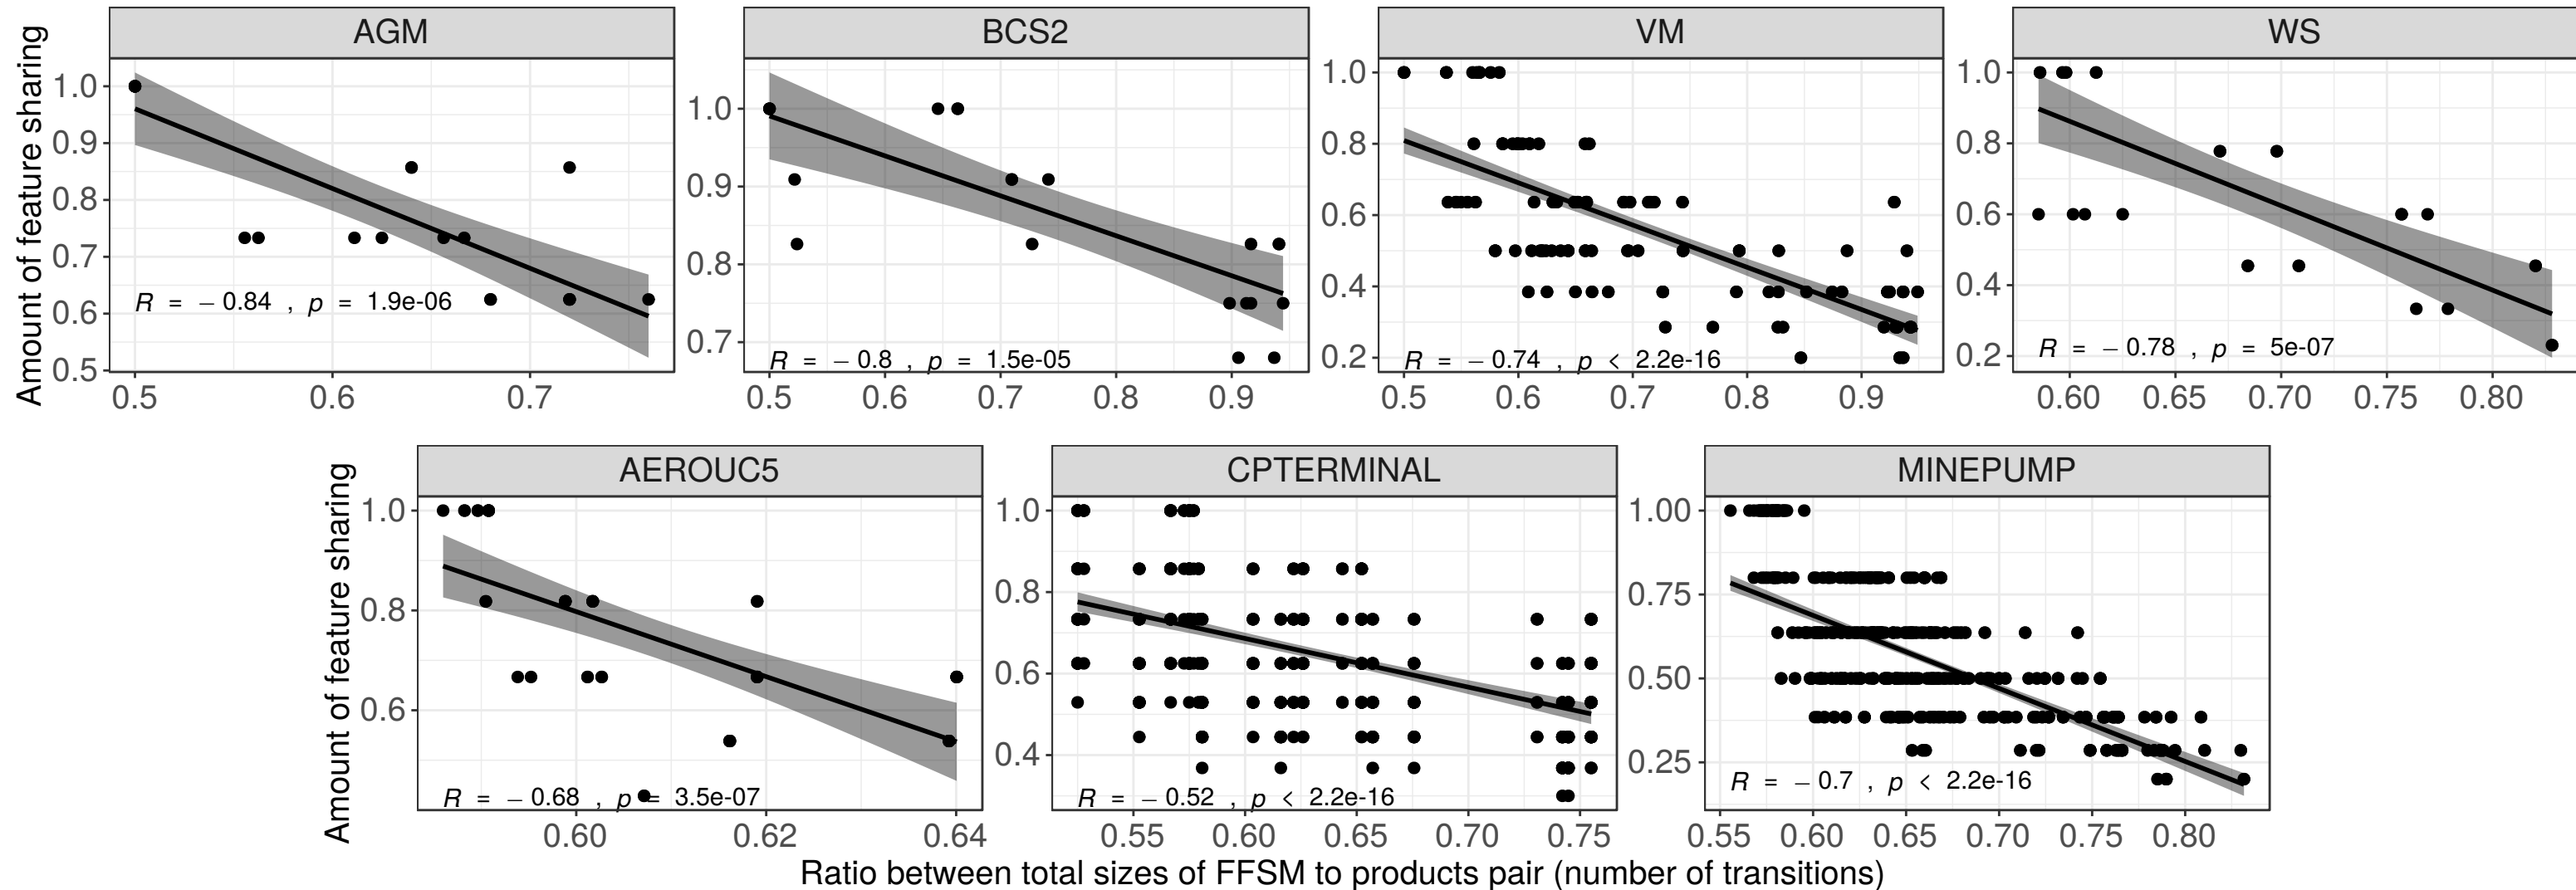 AGM BCS2 VM WS
Amount of feature sharing
1.0
0.9
0.8
0.7
0.6
0.5
R = − 0.84 , p = 1.9e-06
0.5 0.6 0.7
1.0
0.9
0.8
0.7
R = − 0.8 , p = 1.5e-05
0.5 0.6 0.7 0.8 0.9
1.0
0.8
0.6
0.4
0.2
R = − 0.74 , p < 2.2e-16
0.5 0.6 0.7 0.8 0.9
1.0
0.8
0.6
0.4
0.2
R = − 0.78 , p = 5e-07
0.60 0.65 0.70 0.75 0.80
AEROUC5 CPTERMINAL MINEPUMP
Amount of feature sharing
1.0
0.8
0.6
R = − 0.68 , p = 3.5e-07
0.60 0.62 0.64
1.0
0.8
0.6
0.4
R = − 0.52 , p < 2.2e-16
0.55 0.60 0.65 0.70 0.75
1.00
0.75
0.50
0.25
R = − 0.7 , p < 2.2e-16
0.55 0.60 0.65 0.70 0.75 0.80
Ratio between total sizes of FFSM to products pair (number of transitions)